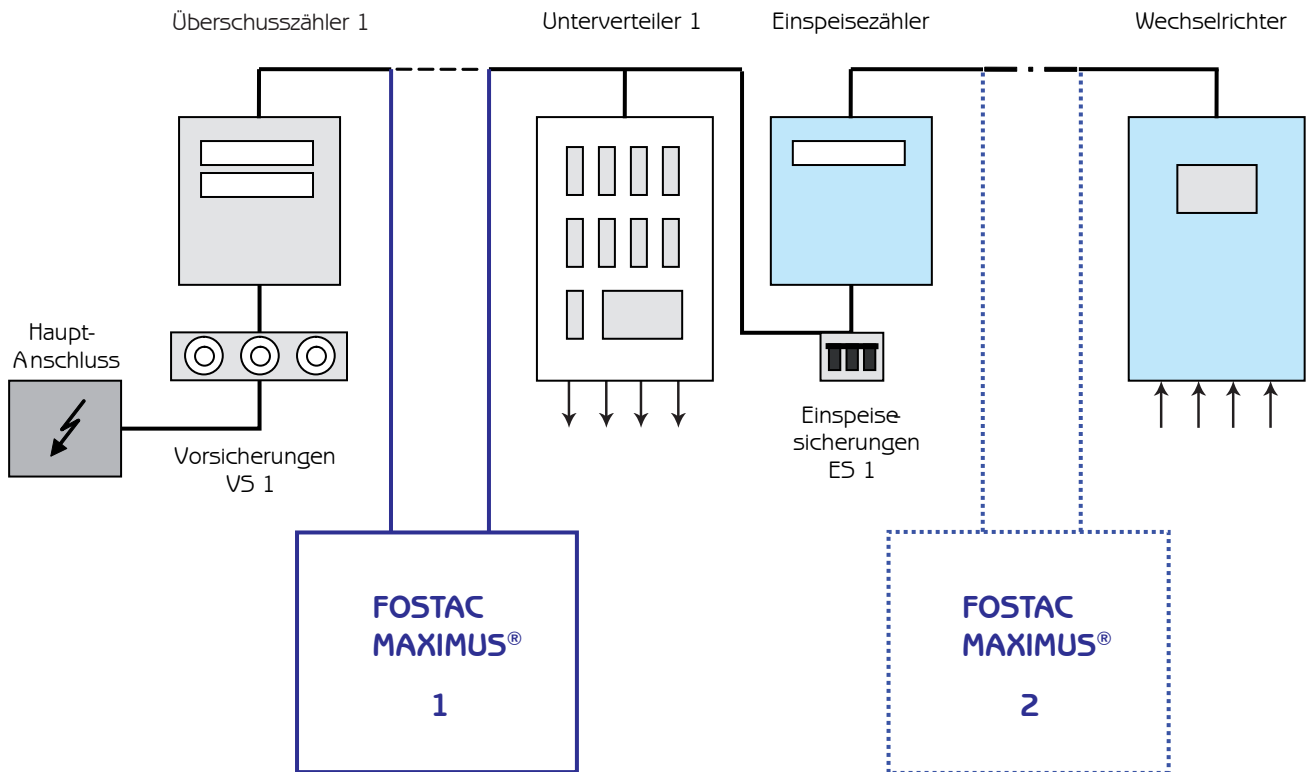 Überschusszähler 1
Unterverteiler 1
Einspeisezähler
Wechselrichter
Haupt-
Anschluss
Vorsicherungen
VS 1
Einspeise-
sicherungen
ES 1
FOSTAC
MAXIMUS®
1
FOSTAC
MAXIMUS®
2